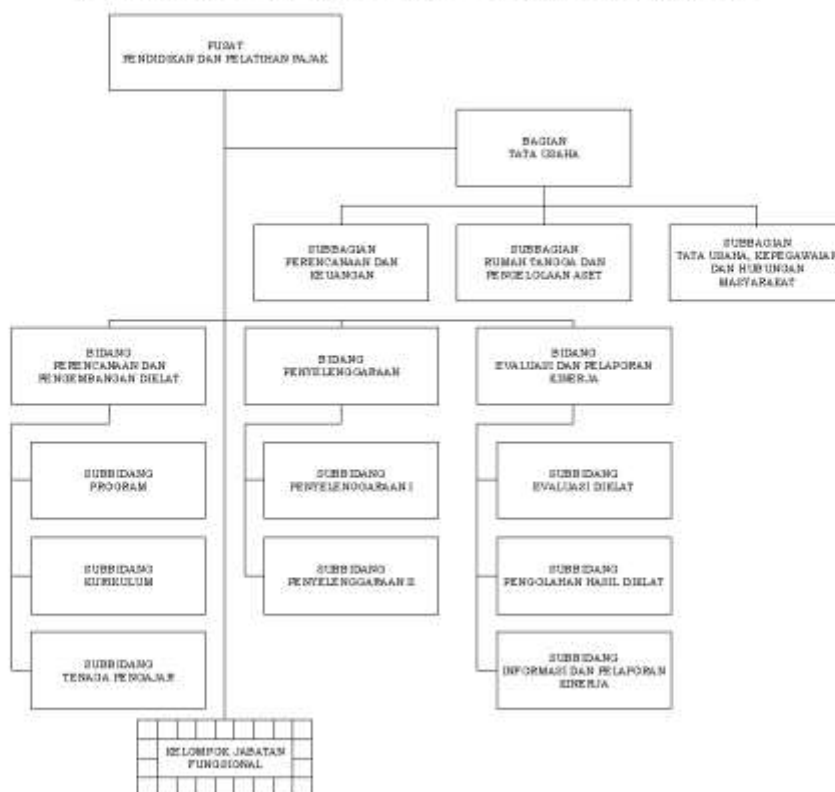 PUSAT
PENDIDIKAN DAN PELATIHAN PAJAK
BAGIAN
TATA USAHA
SUBBAGIAN
PERENCANAAN DAN
KEUANGAN
SUBBAGIAN
RUMAH TANGGA DAN
PENGELOLAAN ASET
SUBBAGIAN
TATA USAHA, KEPEGAWAIAN
DAN HUBUNGAN
MASYARAKAT
BIDANG
PERENCANAAN DAN
PENGEMBANGAN DIKLAT
BIDANG
PENYELENGGARAAN
BIDANG
EVALUASI DAN PELAPORAN
KINERJA
SUBBIDANG
PROGRAM
SUBBIDANG
PENYELENGGARAAN I
SUBBIDANG
EVALUASI DIKLAT
SUBBIDANG
KURIKULUM
SUBBIDANG
PENYELENGGARAAN II
SUBBIDANG
PENGOLAHAN HASIL DIKLAT
SUBBIDANG
TENAGA PENGAJAR
SUBBIDANG
INFORMASI DAN PELAPORAN
KINERJA
KELOMPOK JABATAN
FUNGSIONAL